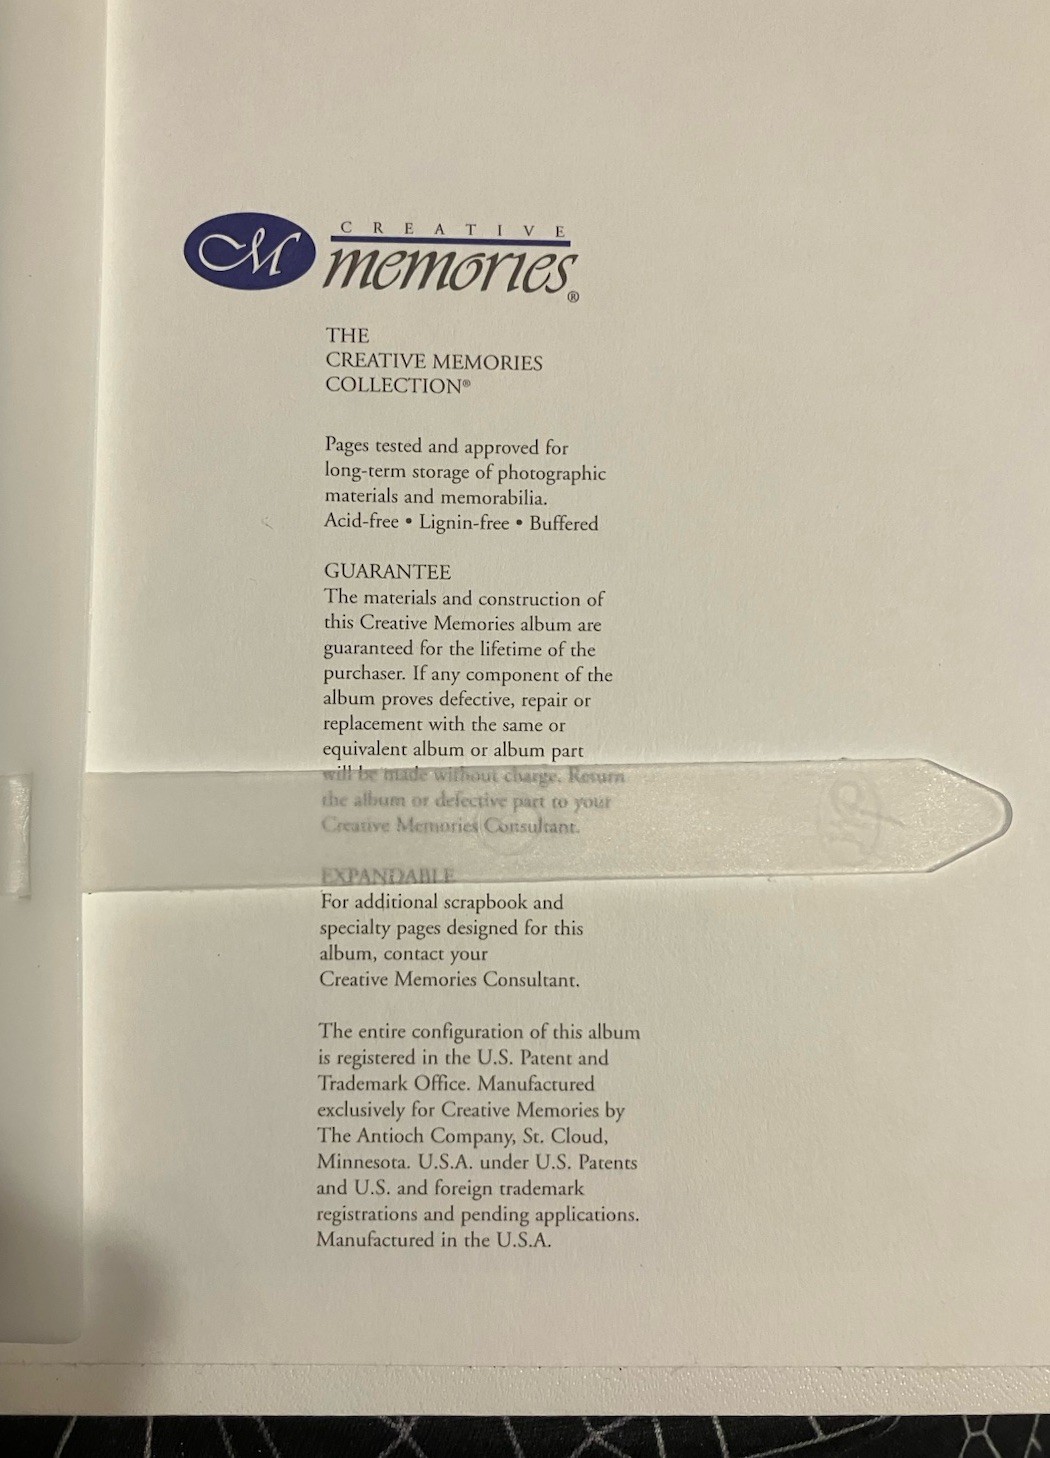 M
CREATIVE
memories®
THE
CREATIVE MEMORIES
COLLECTION®
Pages tested and approved for
long-term storage of photographic
materials and memorabilia.
Acid-free • Lignin-free • Buffered
GUARANTEE
The materials and construction of
this Creative Memories album are
guaranteed for the lifetime of the
purchaser. If any component of the
album proves defective, repair or
replacement with the same or
equivalent album or album part
will be made without charge. Return
the album or defective part to your
Creative Memories Consultant.
EXPANDABLE
For additional scrapbook and
specialty pages designed for this
album, contact your
Creative Memories Consultant.
The entire configuration of this album
is registered in the U.S. Patent and
Trademark Office. Manufactured
exclusively for Creative Memories by
The Antioch Company, St. Cloud,
Minnesota. U.S.A. under U.S. Patents
and U.S. and foreign trademark
registrations and pending applications.
Manufactured in the U.S.A.